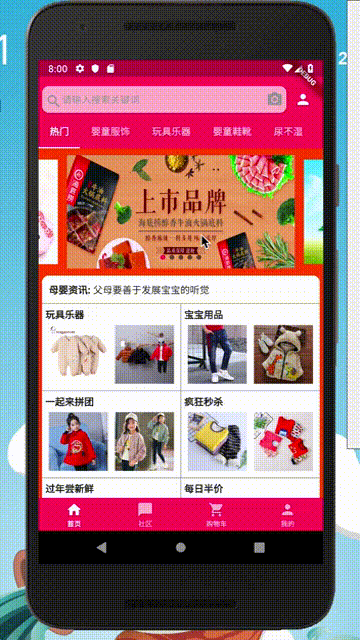 8:00
DEBUG
请输入搜索关键词
热门 婴童服饰 玩具乐器 婴童鞋靴 尿不湿
上市品牌
海底捞醇香牛油火锅底料
母婴资讯: 父母要善于发展宝宝的听觉
玩具乐器 宝宝用品
一起来拼团 疯狂秒杀
过年尝新鲜 每日半价
首页 社区 购物车 我的